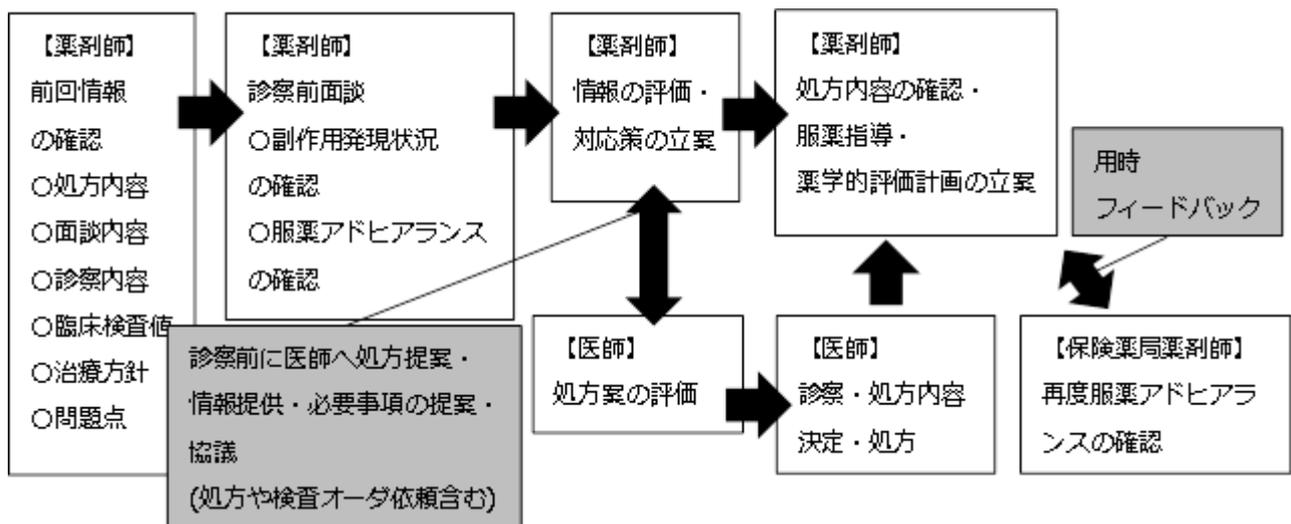 【薬剤師】
前回情報
の確認
○処方内容
○面談内容
○診察内容
○臨床検査値
○治療方針
○問題点
【薬剤師】
診察前面談
○副作用発現状況
の確認
○服薬アドヒアランス
の確認
【薬剤師】
情報の評価・
対応策の立案
【薬剤師】
処方内容の確認・
服薬指導・
薬学的評価計画の立案
用時
フィードバック
診察前に医師へ処方提案・
情報提供・必要事項の提案・
協議
(処方や検査オーダ依頼含む)
【医師】
処方案の評価
【医師】
診察・処方内容
決定・処方
【保険薬局薬剤師】
再度服薬アドヒアラ
ンスの確認